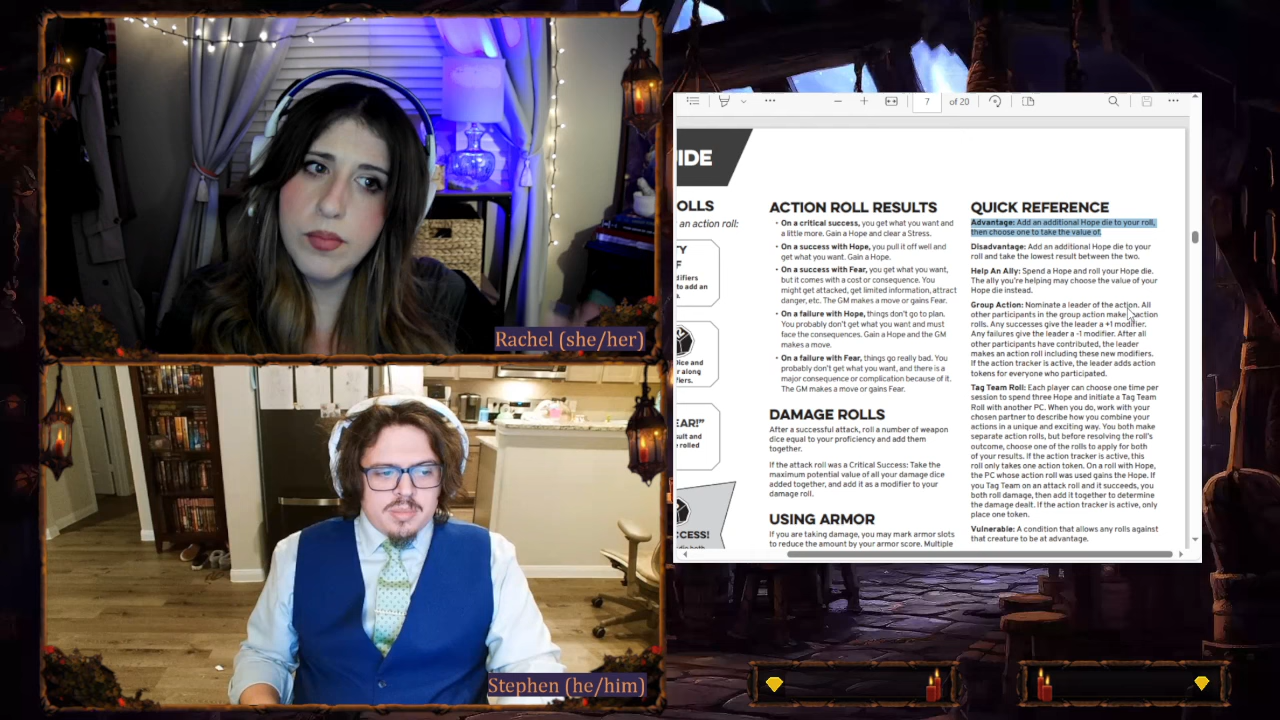 Rachel (she/her)
Stephen (he/him)
7 of 20
IDE
OLLS
an action roll:
ACTION ROLL RESULTS
• On a critical success, you get what you want and
a little more. Gain a Hope and clear a Stress.
• On a success with Hope, you pull it off well and
get what you want. Gain a Hope.
• On a success with Fear, you get what you want,
but it comes with a cost or consequence. You
might get attacked, get limited information, attract
danger, etc. The GM makes a move or gains Fear.
• On a failure with Hope, things don't go to plan.
You probably don't get what you want and must
face the consequences. Gain a Hope and the GM
makes a move.
• On a failure with Fear, things go really bad. You
probably don't get what you want, and there is a
major consequence or complication because of it.
The GM makes a move or gains Fear.
DAMAGE ROLLS
After a successful attack, roll a number of weapon
dice equal to your proficiency and add them
together.
If the attack roll was a Critical Success: Take the
maximum potential value of all your damage dice
added together, and add it as a modifier to your
damage roll.
USING ARMOR
If you are taking damage, you may mark armor slots
to reduce the amount by your armor score. Multiple
QUICK REFERENCE
Advantage: Add an additional Hope die to your roll,
then choose one to take the value of.
Disadvantage: Add an additional Hope die to your
roll and take the lowest result between the two.
Help An Ally: Spend a Hope and roll your Hope die.
The ally you're helping may choose the value of your
Hope die instead.
Group Action: Nominate a leader of the action. All
other participants in the group action make action
rolls. Any successes give the leader a +1 modifier.
Any failures give the leader a -1 modifier. After all
other participants have contributed, the leader
makes an action roll including these new modifiers.
If the action tracker is active, the leader adds action
tokens for everyone who participated.
Tag Team Roll: Each player can choose one time per
session to spend three Hope and initiate a Tag Team
Roll with another PC. When you do, work with your
chosen partner to describe how you combine your
actions in a unique and exciting way. You both make
separate action rolls, but before resolving the roll's
outcome, choose one of the rolls to apply for both
of your results. If the action tracker is active, this
roll only takes one action token. On a roll with Hope,
the PC whose action roll was used gains the Hope. If
you Tag Team on an attack roll and it succeeds, you
both roll damage, then add it together to determine
the damage dealt. If the action tracker is active, only
place one token.
Vulnerable: A condition that allows any rolls against
that creature to be at advantage.